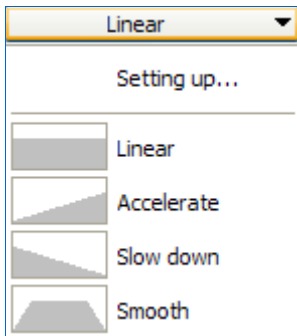 Linear
Setting up...
Linear
Accelerate
Slow down
Smooth